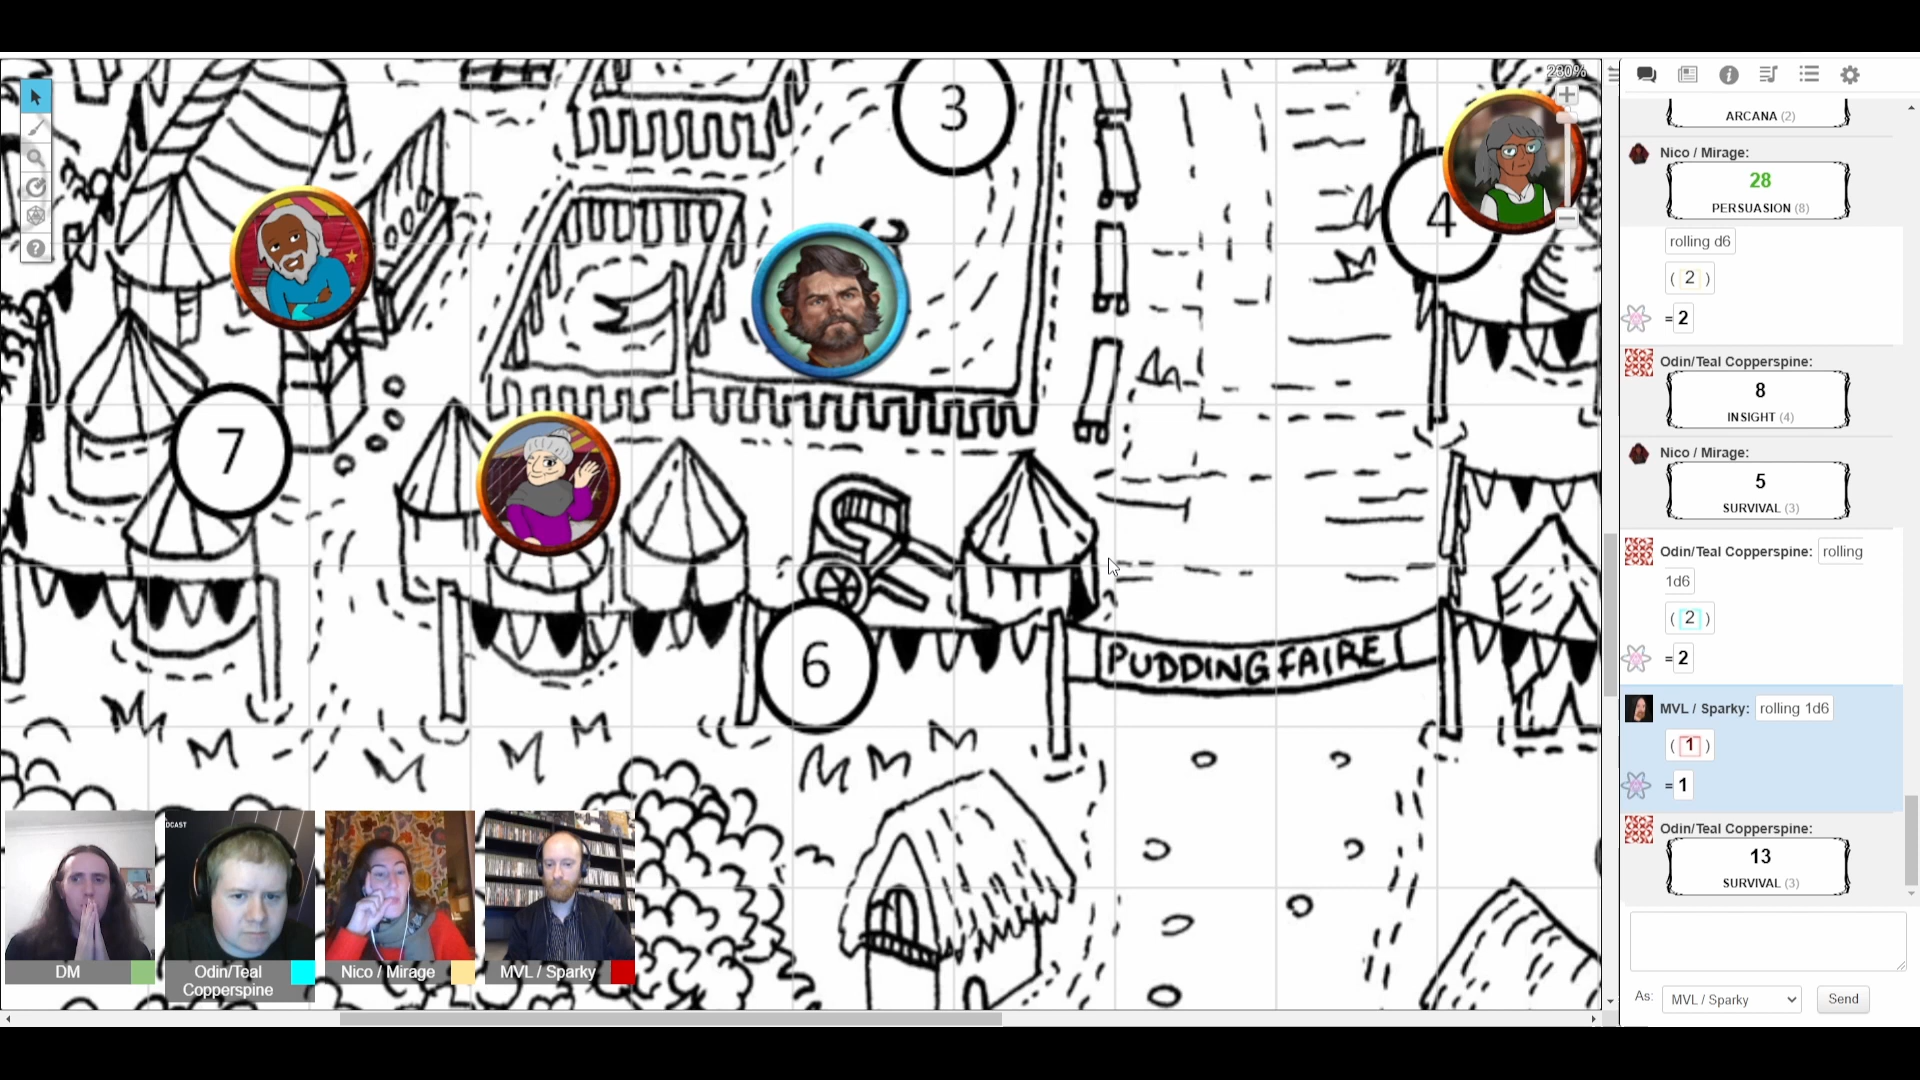 230%
3
4
7
6
PUDDING FAIRE
DCAST
DM
Odin/Teal
Copperspine
Nico / Mirage
MVL / Sparky
ARCANA (2)
Nico / Mirage:
28
PERSUASION (8)
rolling d6
( 2 )
=2
Odin/Teal Copperspine:
8
INSIGHT (4)
Nico / Mirage:
5
SURVIVAL (3)
Odin/Teal Copperspine: rolling
1d6
( 2 )
=2
MVL / Sparky: rolling 1d6
( 1 )
=1
Odin/Teal Copperspine:
13
SURVIVAL (3)
As: MVL / Sparky Send